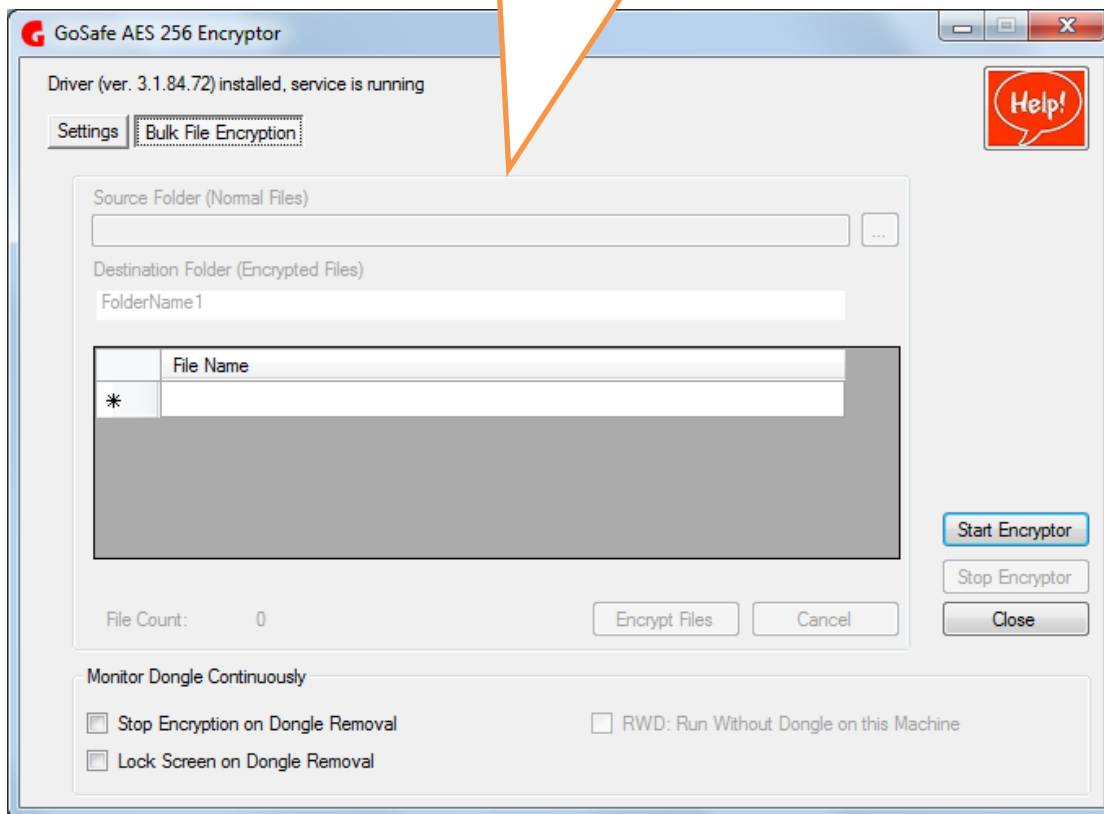 GoSafe AES 256 Encryptor
Driver (ver. 3.1.84.72) installed, service is running
Help!
Settings Bulk File Encryption
Source Folder (Normal Files)
...
Destination Folder (Encrypted Files)
FolderName1
File Name
Start Encryptor
Stop Encryptor
File Count: 0 Encrypt Files Cancel Close
Monitor Dongle Continuously
Stop Encryption on Dongle Removal RWD: Run Without Dongle on this Machine
Lock Screen on Dongle Removal